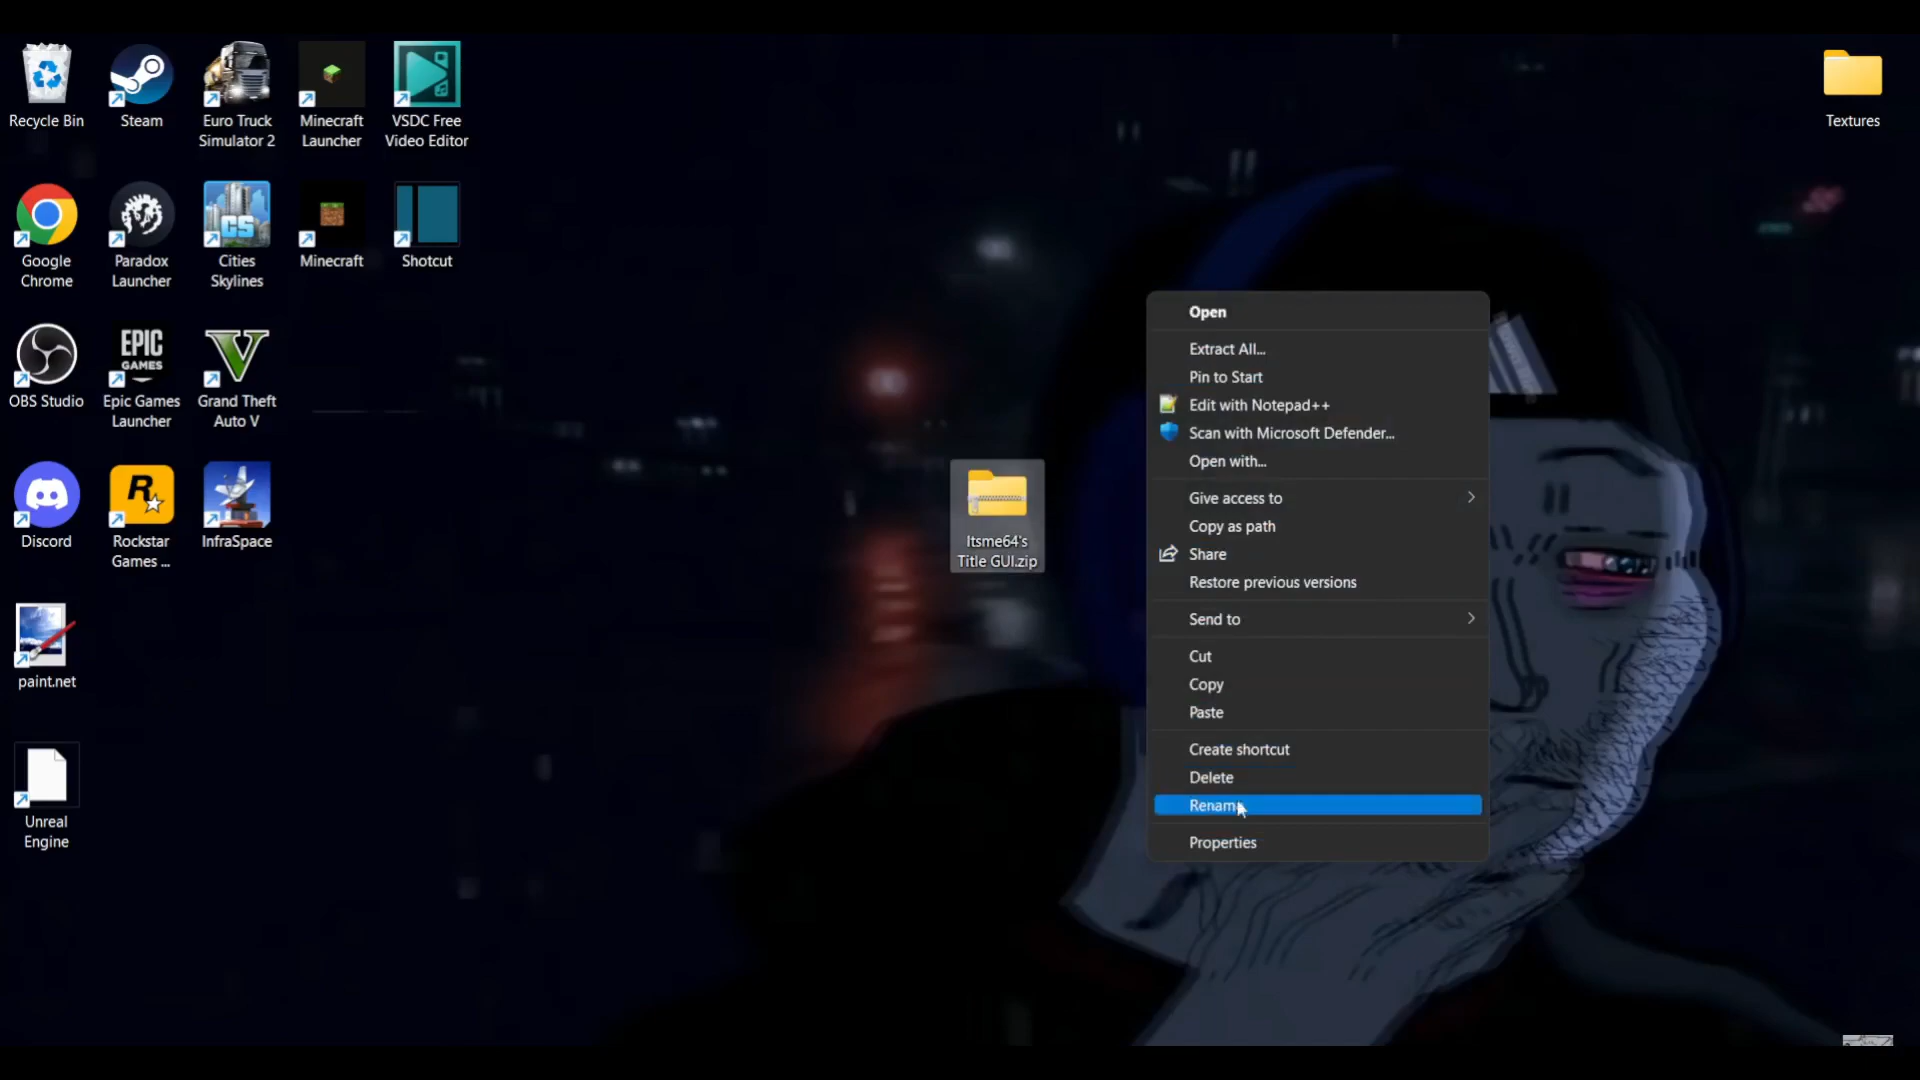 Recycle Bin
Steam
Euro Truck
Simulator 2
Minecraft
Launcher
VSDC Free
Video Editor
Textures
CS
Google
Chrome
Paradox
Launcher
Cities
Skylines
Minecraft
Shotcut
EPIC
GAMES
V
OBS Studio
Epic Games
Launcher
Grand Theft
Auto V
R
Discord
Rockstar
Games ...
InfraSpace
paint.net
Unreal
Engine
Itsme64's
Title GUI.zip
Open
Extract All...
Pin to Start
Edit with Notepad++
Scan with Microsoft Defender...
Open with...
Give access to
Copy as path
Share
Restore previous versions
Send to
Cut
Copy
Paste
Create shortcut
Delete
Rename
Properties